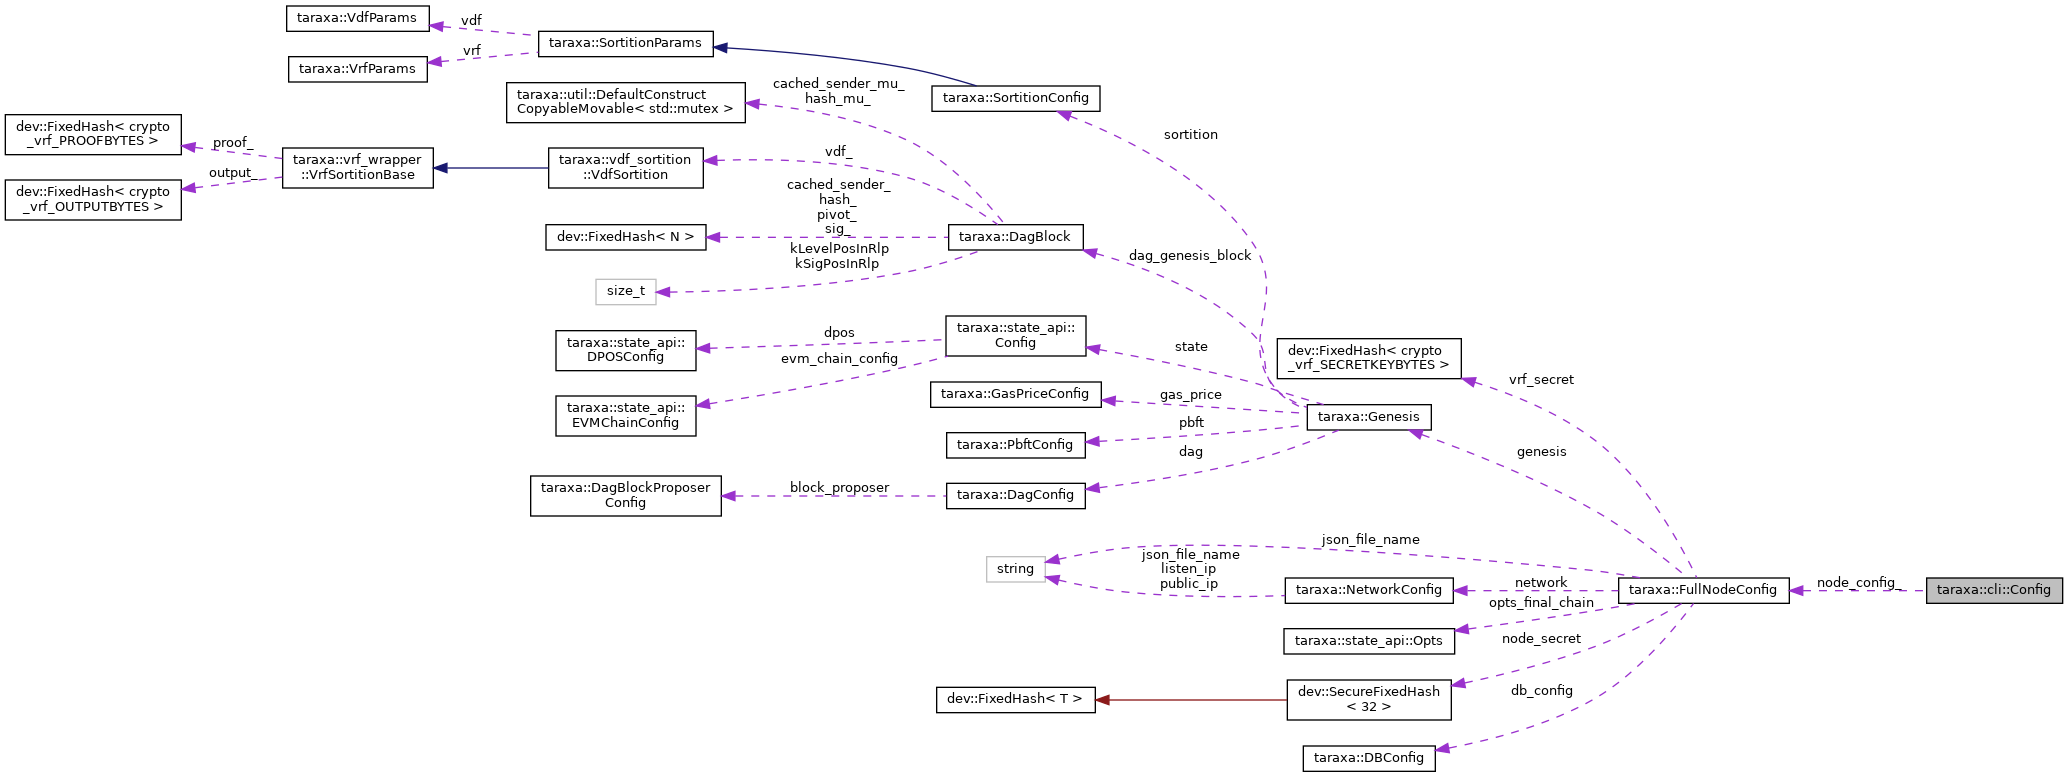 taraxa::VdfParams
vdf
taraxa::SortitionParams
vrf
taraxa::VrfParams
taraxa::util::DefaultConstruct
CopyableMovable< std::mutex >
cached_sender_mu_
hash_mu_
taraxa::SortitionConfig
dev::FixedHash< crypto
_vrf_PROOFBYTES >
proof_
sortition
taraxa::vrf_wrapper
::VrfSortitionBase
taraxa::vdf_sortition
::VdfSortition
vdf_
output_
dev::FixedHash< crypto
_vrf_OUTPUTBYTES >
cached_sender_
hash_
pivot_
sig_
dev::FixedHash< N >
taraxa::DagBlock
kLevelPosInRlp
kSigPosInRlp
dag_genesis_block
size_t
taraxa::state_api::
DPOSConfig
dpos
taraxa::state_api::
Config
state
dev::FixedHash< crypto
_vrf_SECRETKEYBYTES >
evm_chain_config
vrf_secret
taraxa::state_api::
EVMChainConfig
taraxa::GasPriceConfig
gas_price
taraxa::Genesis
pbft
taraxa::PbftConfig
dag
genesis
taraxa::DagBlockProposer
Config
block_proposer
taraxa::DagConfig
json_file_name
string
json_file_name
listen_ip
public_ip
taraxa::NetworkConfig
network
taraxa::FullNodeConfig
node_config_
taraxa::cli::Config
opts_final_chain
taraxa::state_api::Opts
node_secret
dev::FixedHash< T >
dev::SecureFixedHash
< 32 >
db_config
taraxa::DBConfig